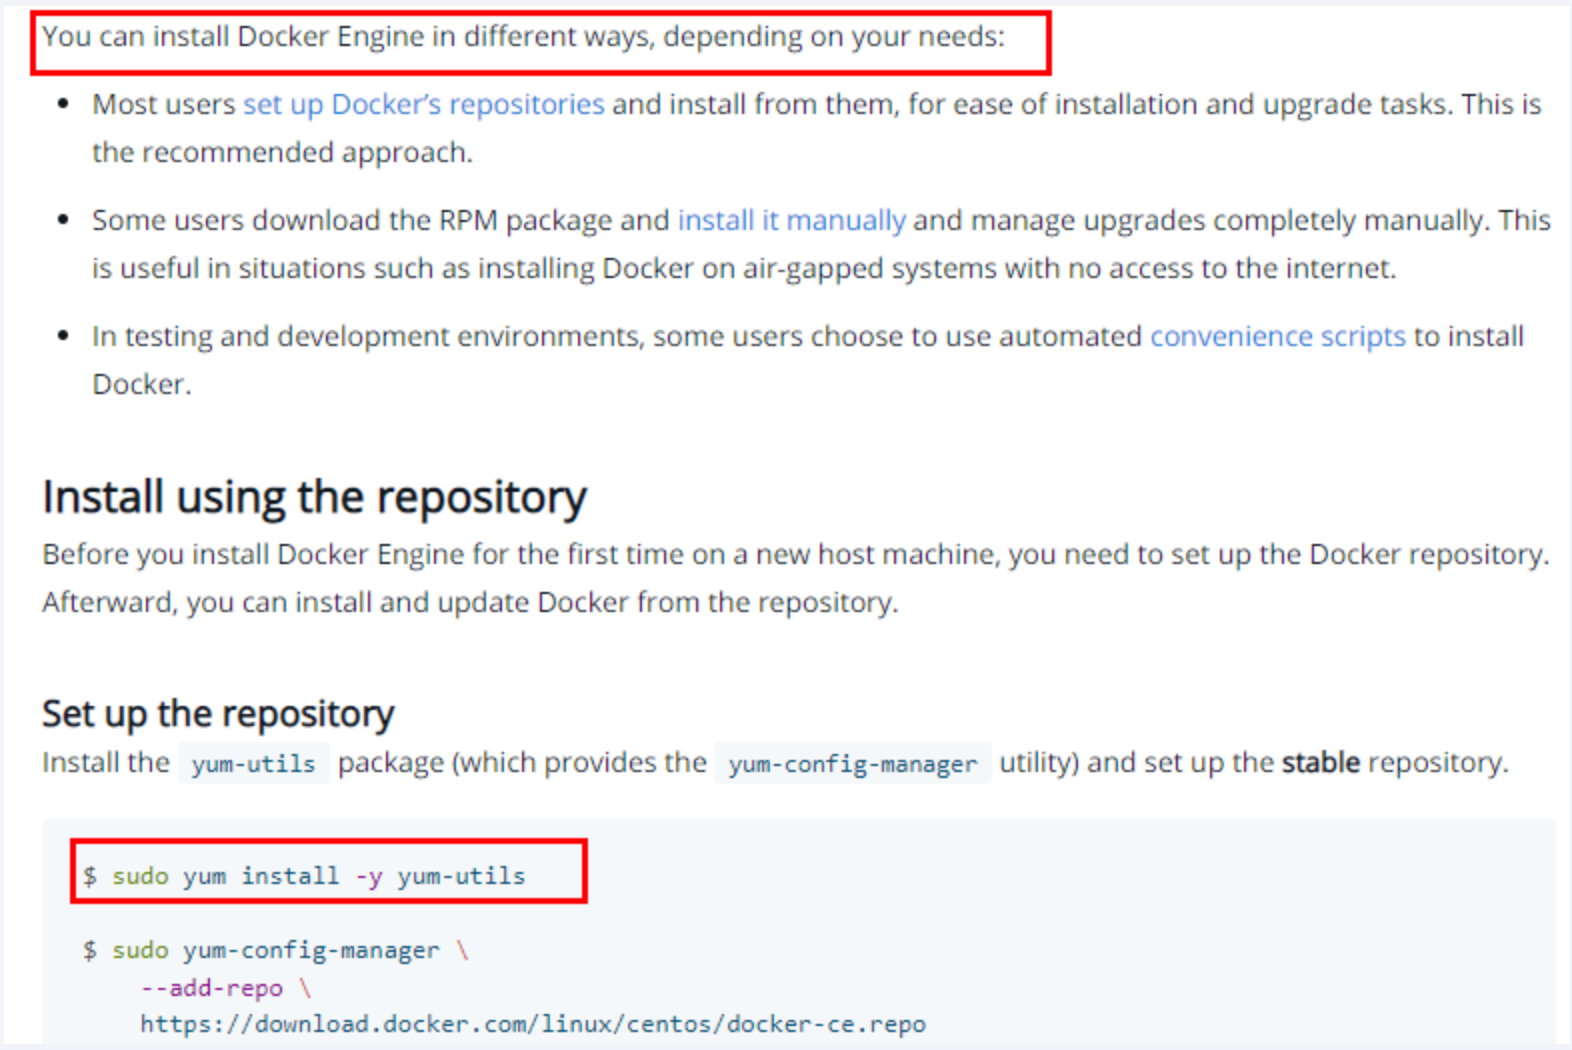 You can install Docker Engine in different ways, depending on your needs:
• Most users set up Docker’s repositories and install from them, for ease of installation and upgrade tasks. This is
the recommended approach.
• Some users download the RPM package and install it manually and manage upgrades completely manually. This
is useful in situations such as installing Docker on air-gapped systems with no access to the internet.
• In testing and development environments, some users choose to use automated convenience scripts to install
Docker.
Install using the repository
Before you install Docker Engine for the first time on a new host machine, you need to set up the Docker repository.
Afterward, you can install and update Docker from the repository.
Set up the repository
Install the yum-utils package (which provides the yum-config-manager utility) and set up the stable repository.
$ sudo yum install -y yum-utils
$ sudo yum-config-manager \
--add-repo \
https://download.docker.com/linux/centos/docker-ce.repo